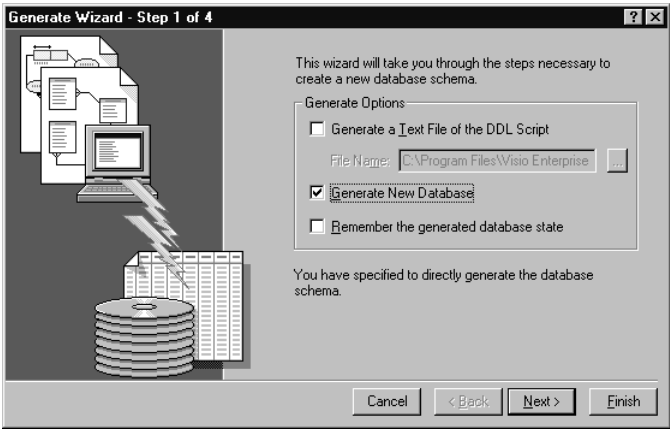 Generate Wizard - Step 1 of 4
This wizard will take you through the steps necessary to
create a new database schema.
Generate Options
Generate a Text File of the DDL Script
File Name: C:\Program Files\Visio Enterprise ...
Generate New Database
Remember the generated database state
You have specified to directly generate the database
schema.
Cancel < Back Next > Finish